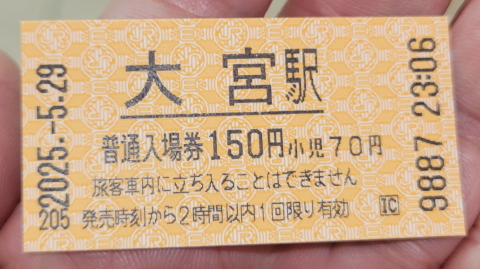 大宮駅
普通入場券150円小児70円
旅客車内に立ち入ることはできません
発売時刻から2時間以内1回限り有効 IC
205
2025.-5.29
9887 23:06